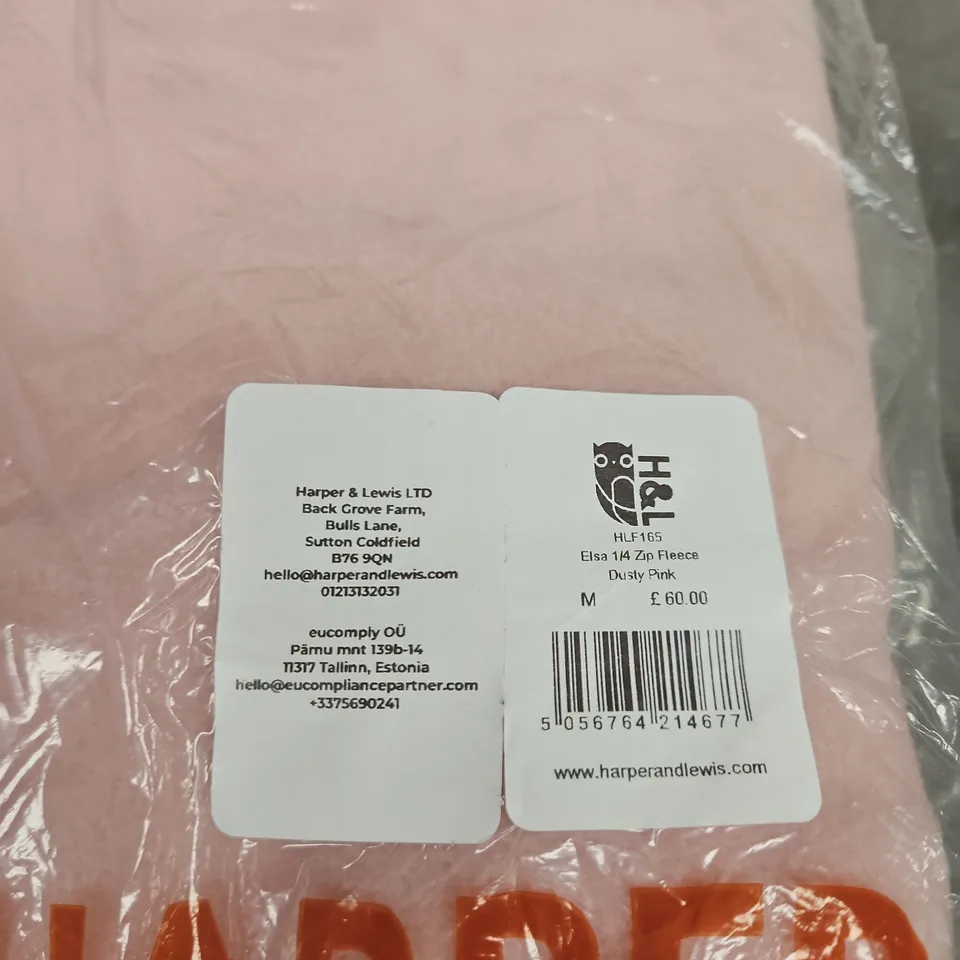 Harper & Lewis LTD
Back Grove Farm,
Bulls Lane,
Sutton Coldfield
B76 9QN
hello@harperandlewis.com
01213132031
eucomply OÜ
Pärnu mnt 139b-14
11317 Tallinn, Estonia
hello@eucompliancepartner.com
+3375690241
H&L
HLF165
Elsa 1/4 Zip Fleece
Dusty Pink
M £ 60.00
5 056764 214677
www.harperandlewis.com
HARPER